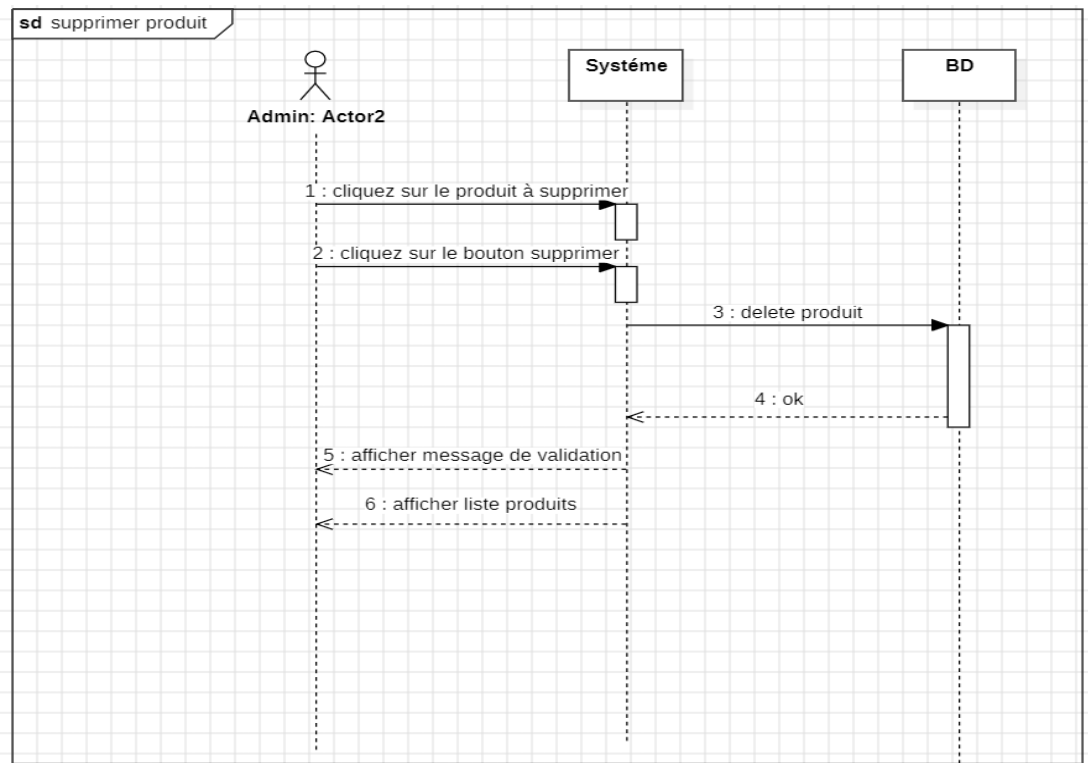 sd supprimer produit
Systéme
BD
Admin: Actor2
1 : cliquez sur le produit à supprimer
2 : cliquez sur le bouton supprimer
3 : delete produit
4 : ok
5 : afficher message de validation
6 : afficher liste produits